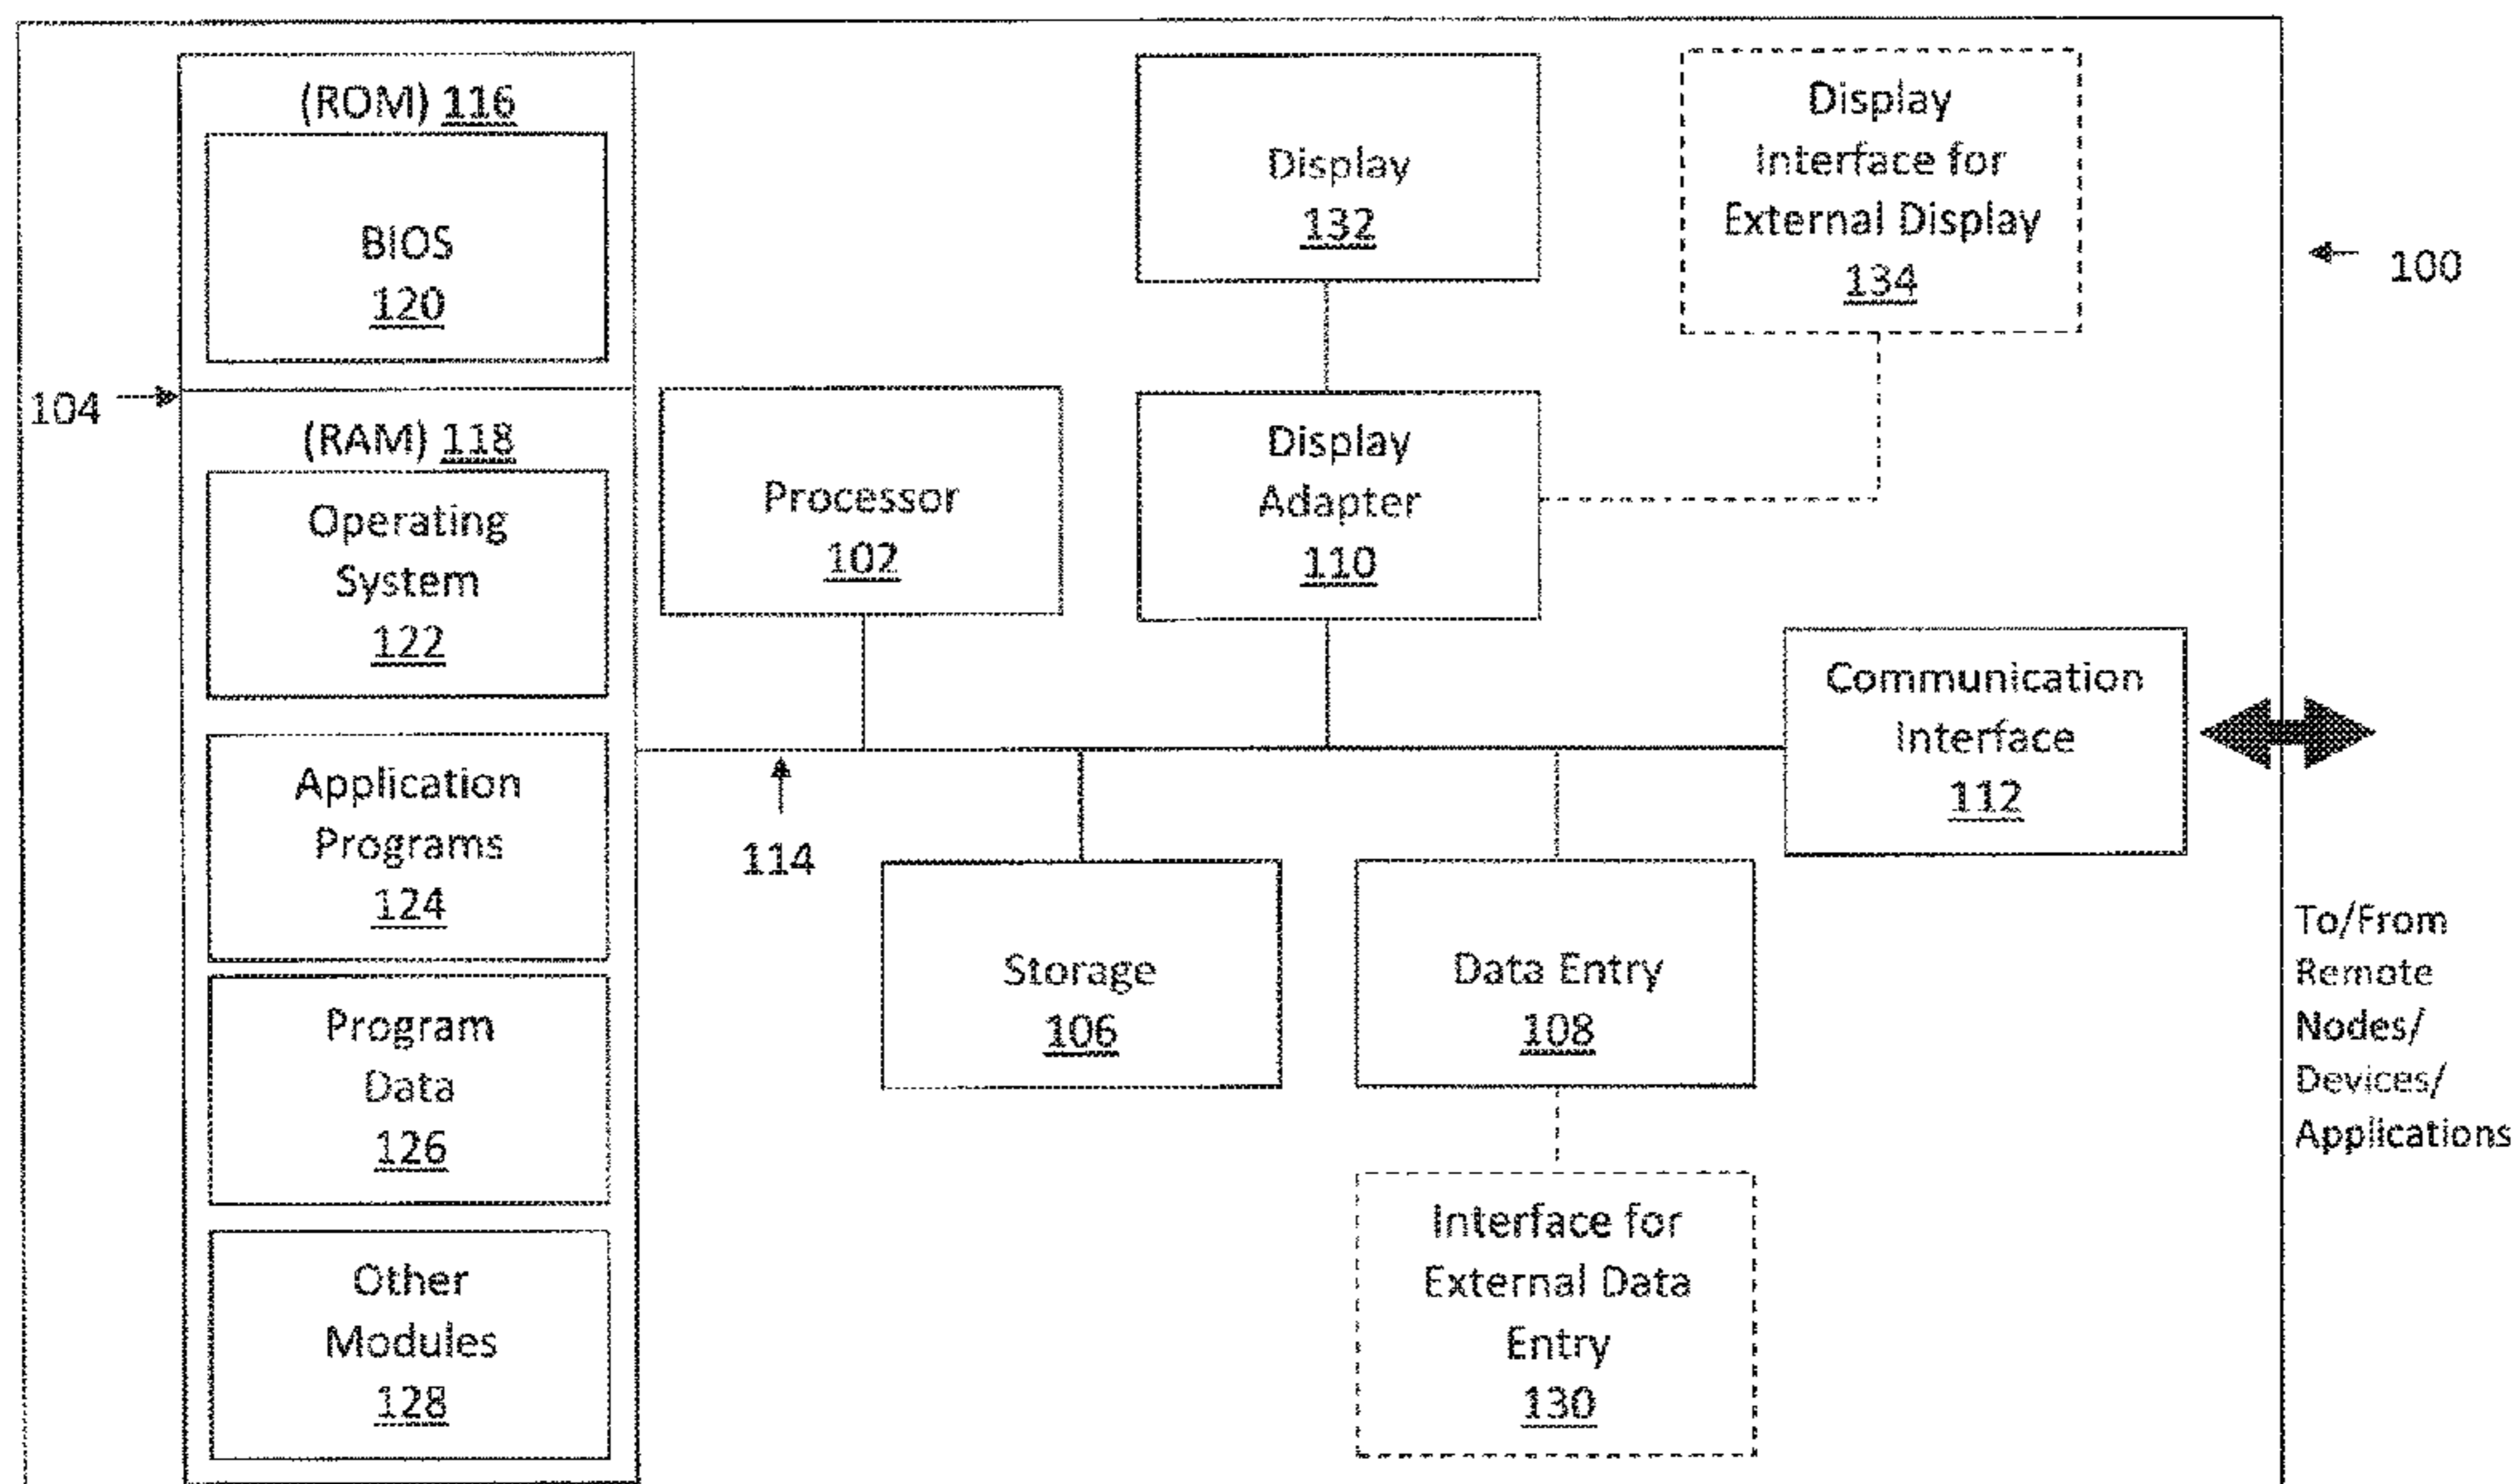 (ROM) 116
BIOS
120
104
(RAM) 118
Operating
System
122
Application
Programs
124
Program
Data
126
Other
Modules
128
Processor
102
114
Display
132
Display
Adapter
110
Display
Interface for
External Display
134
100
Communication
Interface
112
Storage
106
Data Entry
108
Interface for
External Data
Entry
130
To/From
Remote
Nodes/
Devices/
Applications